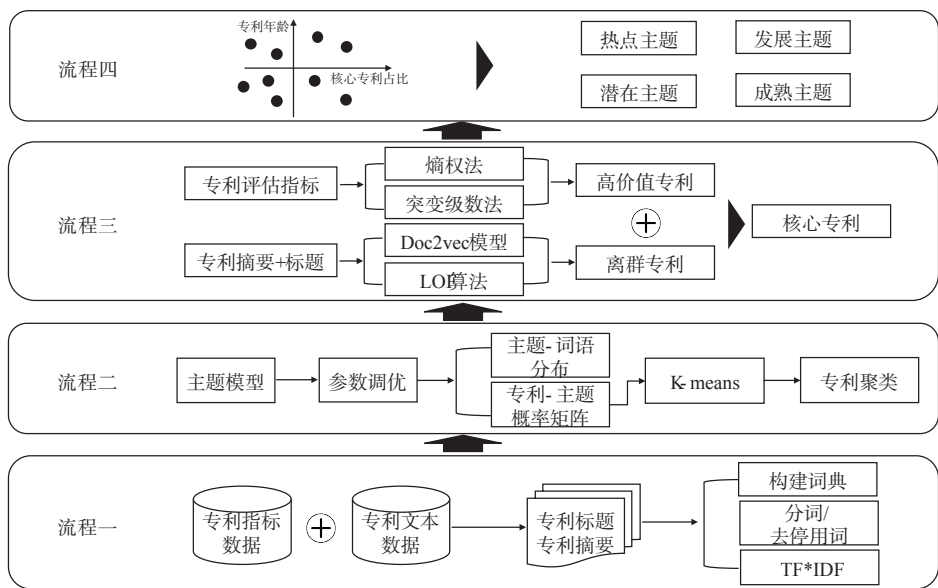 专利年龄
核心专利占比
流程四
热点主题
发展主题
潜在主题
成熟主题
流程三
专利评估指标
熵权法
突变级数法
高价值专利
专利摘要+标题
Doc2vec模型
LOF算法
离群专利
核心专利
流程二
主题模型
参数调优
主题-词语
分布
专利-主题
概率矩阵
K-means
专利聚类
流程一
专利指标
数据
专利文本
数据
专利标题
专利摘要
构建词典
分词/
去停用词
TF*IDF